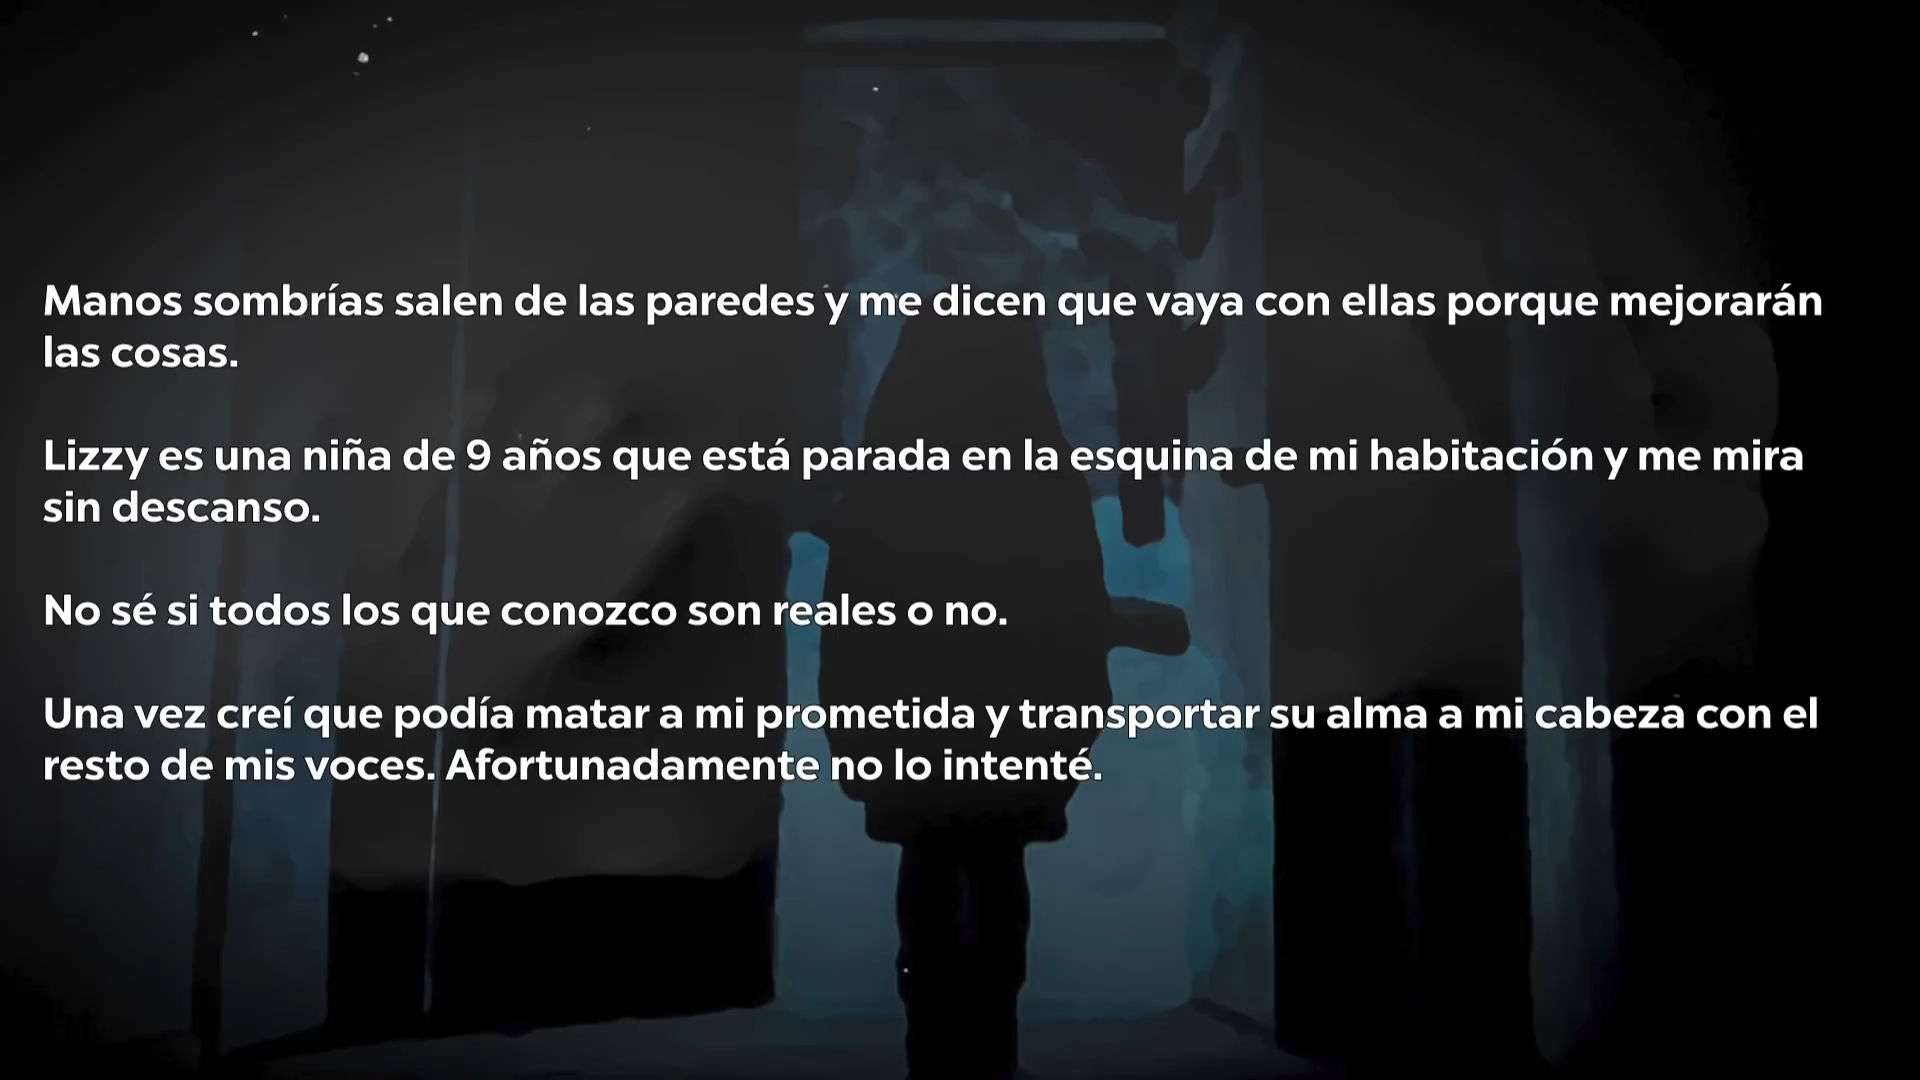 Manos sombrías salen de las paredes y me dicen que vaya con ellas porque mejorarán
las cosas.
Lizzy es una niña de 9 años que está parada en la esquina de mi habitación y me mira
sin descanso.
No sé si todos los que conozco son reales o no.
Una vez creí que podía matar a mi prometida y transportar su alma a mi cabeza con el
resto de mis voces. Afortunadamente no lo intenté.